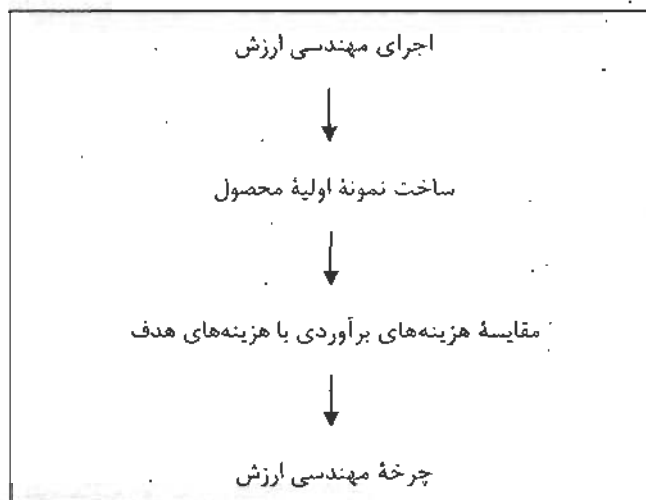 اجرای مهندسی ارزش
ساخت نمونهٔ اولیهٔ محصول
مقایسهٔ هزینه‌های برآوردی با هزینه‌های هدف
چرخهٔ مهندسی ارزش